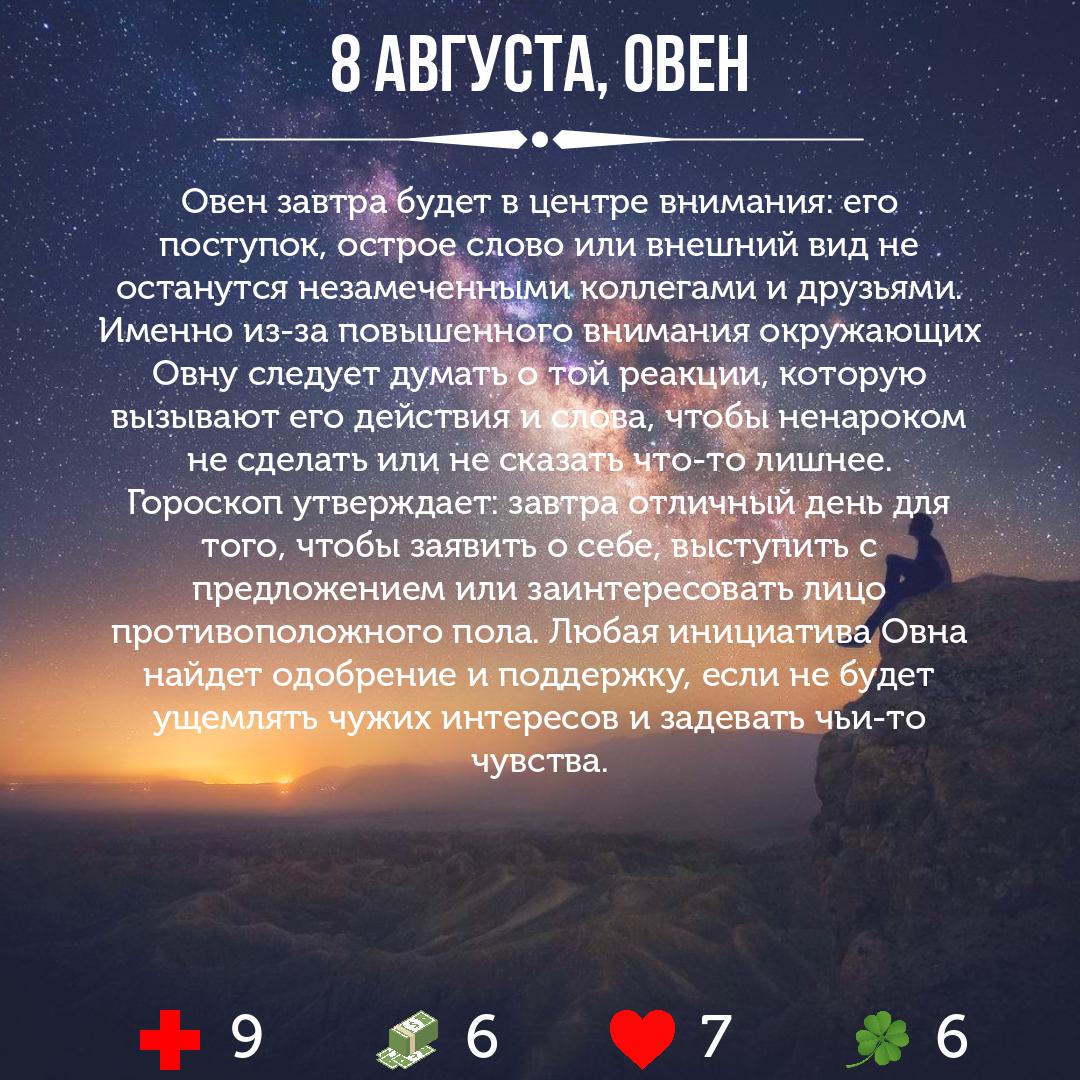 8 АВГУСТА, ОВЕН
Овен завтра будет в центре внимания: его
поступок, острое слово или внешний вид не
останутся незамеченными коллегами и друзьями.
Именно из-за повышенного внимания окружающих
Овну следует думать о той реакции, которую
вызывают его действия и слова, чтобы ненароком
не сделать или не сказать что-то лишнее.
Гороскоп утверждает: завтра отличный день для
того, чтобы заявить о себе, выступить с
предложением или заинтересовать лицо
противоположного пола. Любая инициатива Овна
найдет одобрение и поддержку, если не будет
ущемлять чужих интересов и задевать чьи-то
чувства.
9 6 7 6